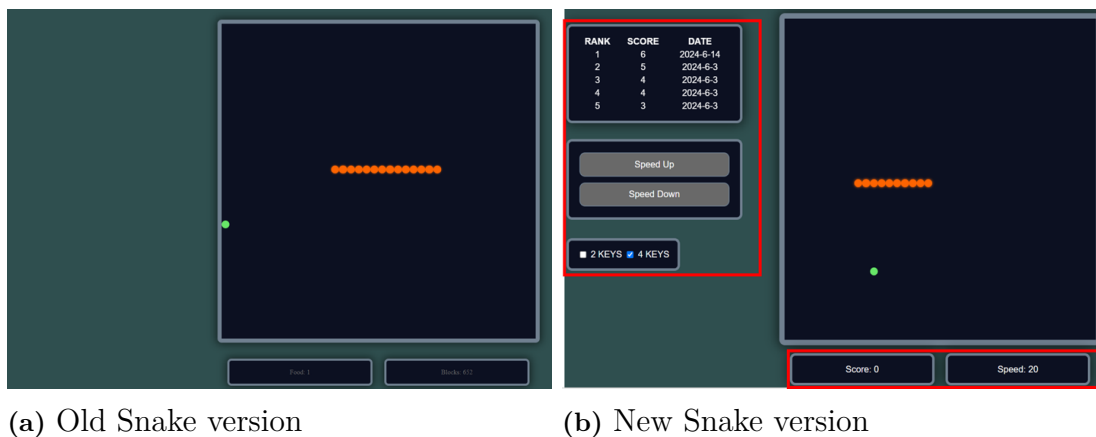 RANK SCORE DATE
1 6 2024-6-14
2 5 2024-6-3
3 4 2024-6-3
4 4 2024-6-3
5 3 2024-6-3
Speed Up
Speed Down
2 KEYS 4 KEYS
Food: 1 Blocks: 612
Score: 0 Speed: 20
(a) Old Snake version
(b) New Snake version